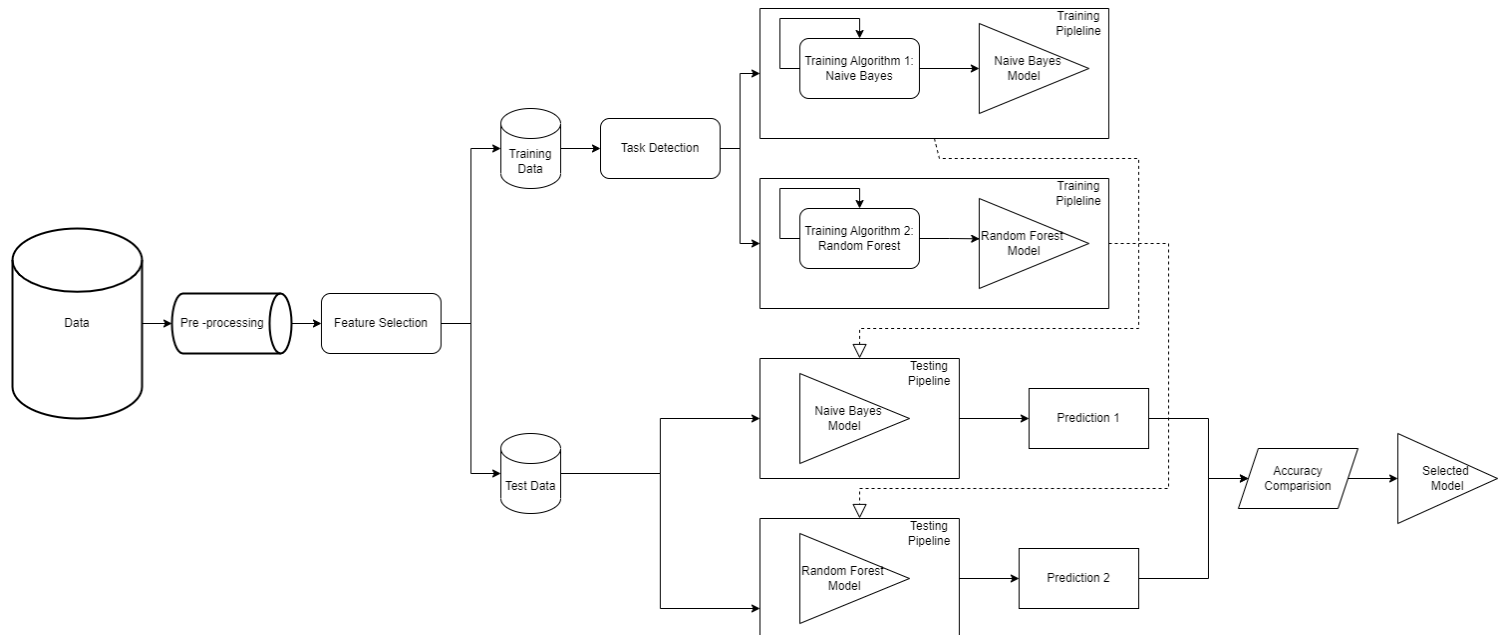 Training
Pipleline
Training Algorithm 1:
Naive Bayes
Naive Bayes
Model
Training
Data
Task Detection
Training
Pipleline
Training Algorithm 2:
Random Forest
Random Forest
Model
Data
Pre -processing
Feature Selection
Testing
Pipeline
Naive Bayes
Model
Prediction 1
Test Data
Accuracy
Comparision
Selected
Model
Testing
Pipeline
Random Forest
Model
Prediction 2